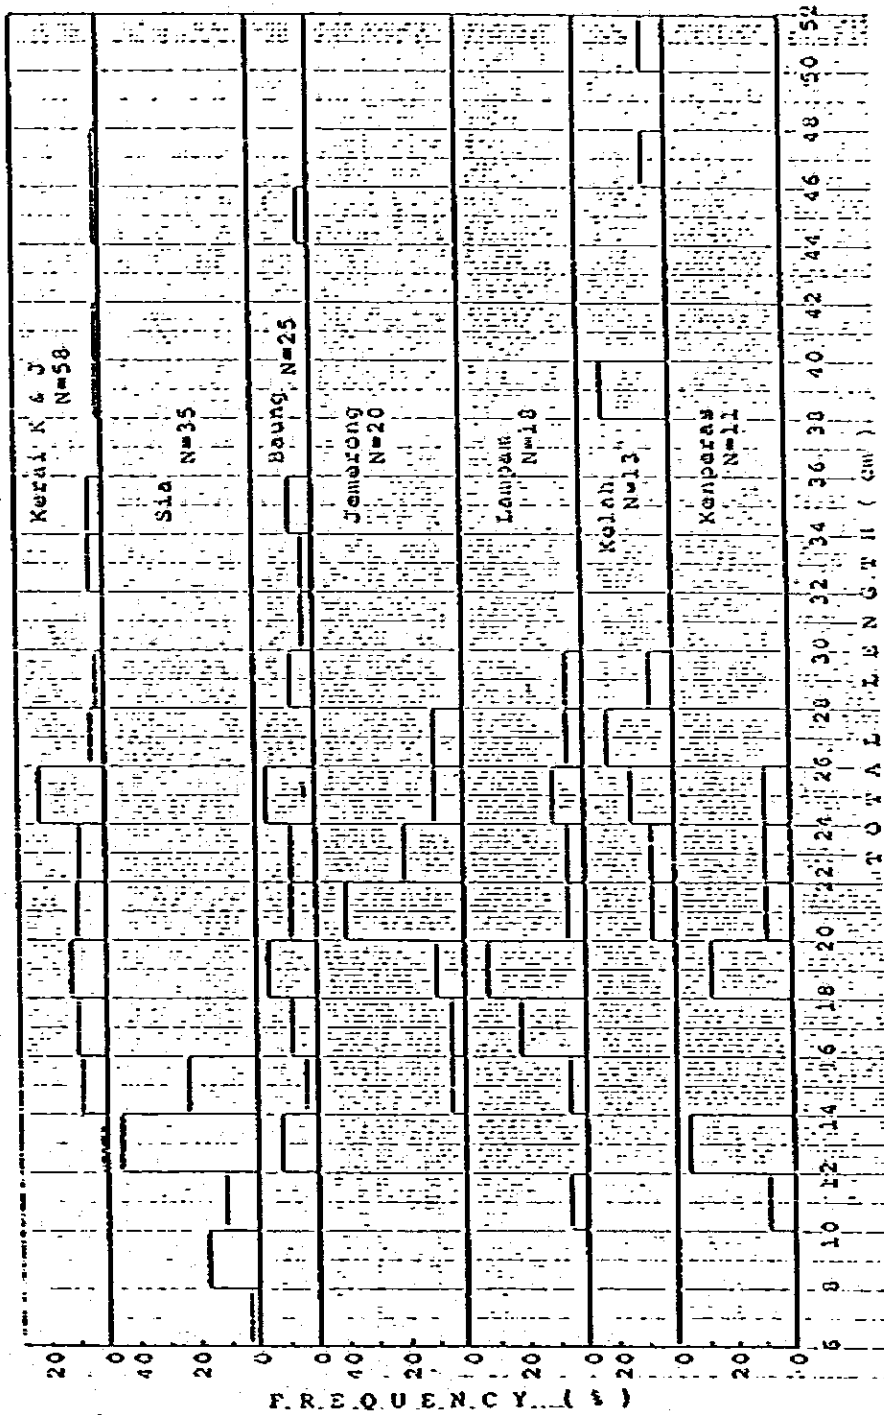 Kerai K & J
N=58
Sia
N=35
Baung N=25
Jemerong
N=20
Lampam
N=18
Kelah
N=13
Kenparas
N=11
FREQUENCY (%)
20
0
40
20
0
20
0
40
20
0
20
0
20
0
20
0
6 8 10 12 14 16 18 20 22 24 26 28 30 32 34 36 38 40 42 44 46 48 50 52
TOTAL LENGTH (cm)